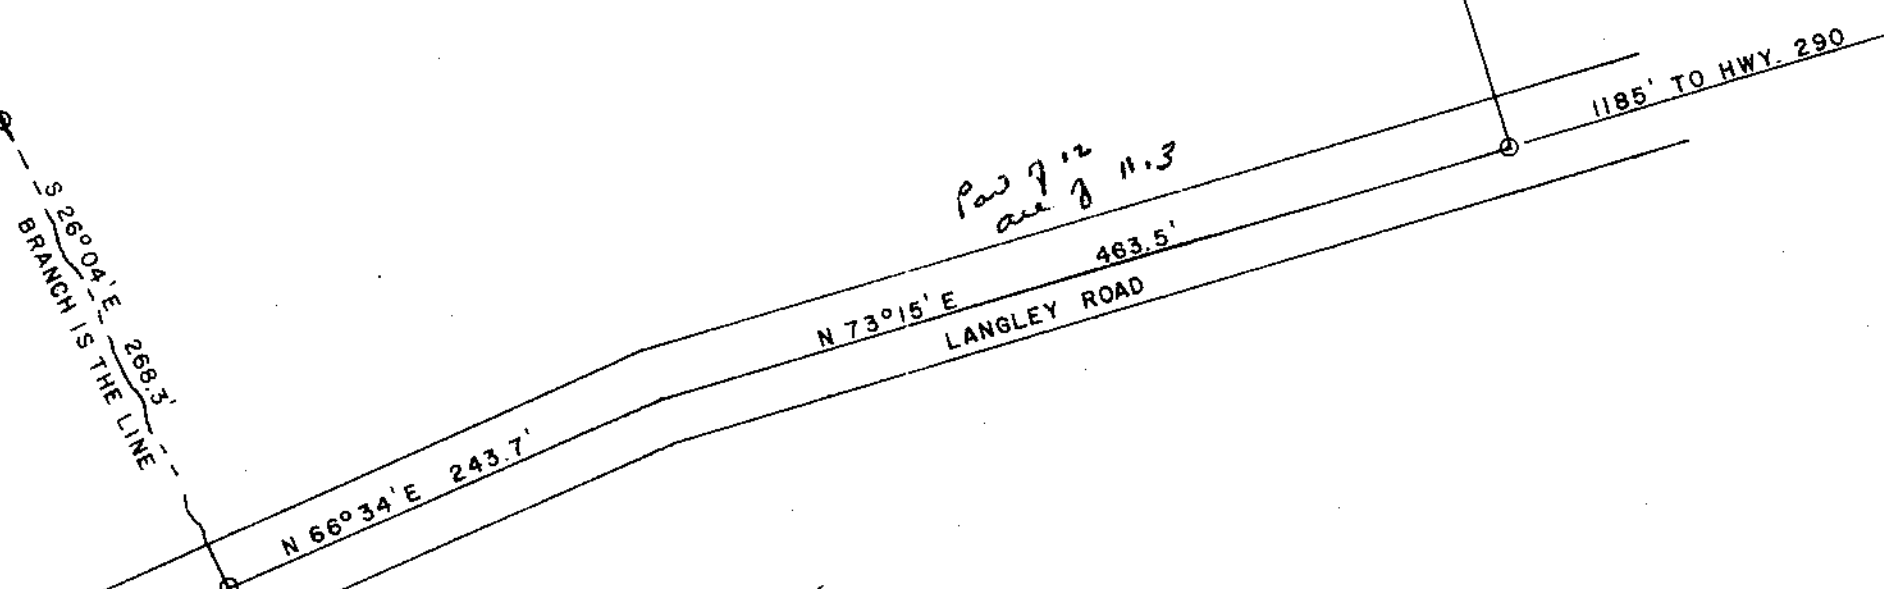 1185' TO HWY. 290
11.3
463.5'
N 73°15' E
LANGLEY ROAD
S 26°04' E 268.3'
BRANCH IS THE LINE
N 66°34' E 243.7'